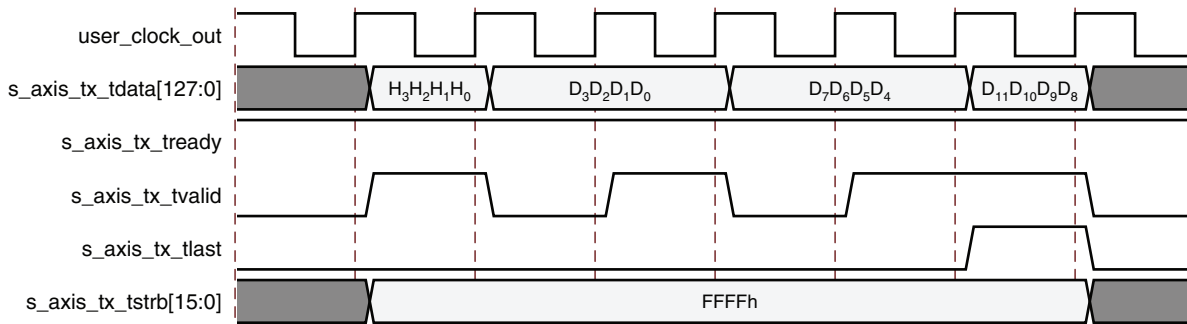 user_clock_out
s_axis_tx_tdata[127:0] H₃H₂H₁H₀ D₃D₂D₁D₀ D₇D₆D₅D₄ D₁₁D₁₀D₉D₈
s_axis_tx_tready
s_axis_tx_tvalid
s_axis_tx_tlast
s_axis_tx_tstrb[15:0] FFFFh